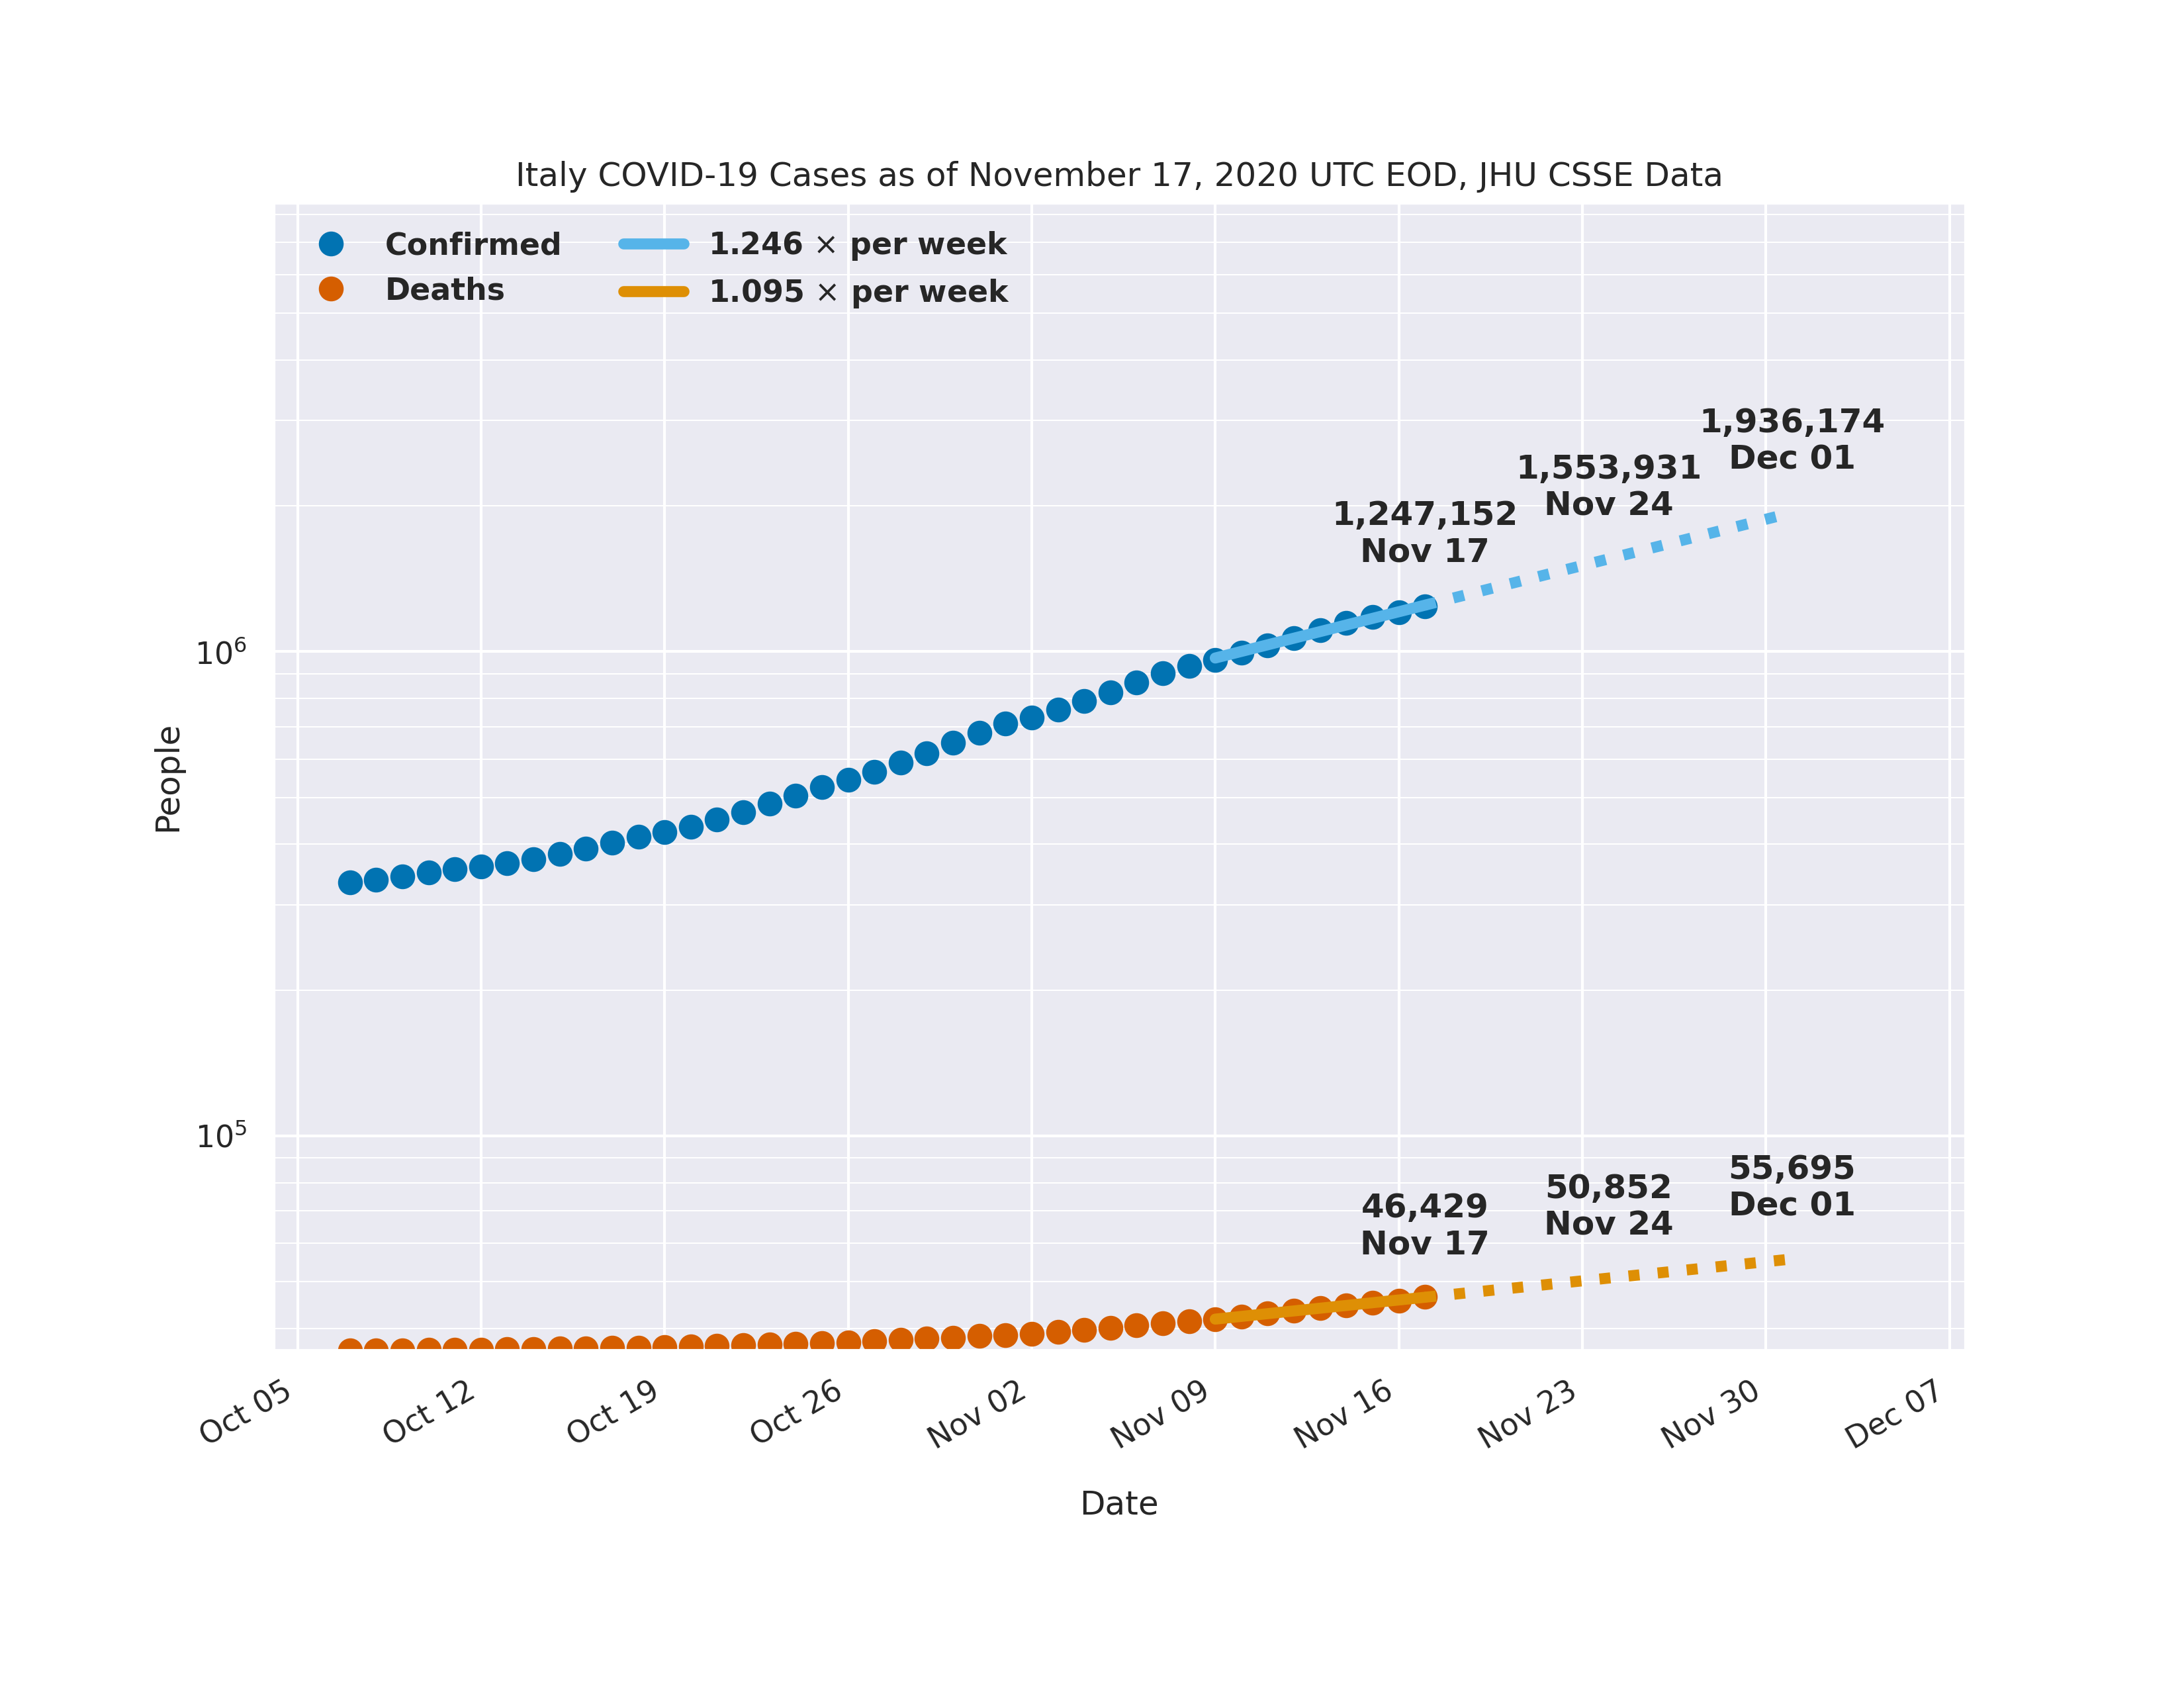 Italy COVID-19 Cases as of November 17, 2020 UTC EOD, JHU CSSE Data
Confirmed
Deaths
1.246 × per week
1.095 × per week
1,936,174
Dec 01
1,553,931
Nov 24
1,247,152
Nov 17
10⁶
People
10⁵
55,695
Dec 01
50,852
Nov 24
46,429
Nov 17
Oct 05
Oct 12
Oct 19
Oct 26
Nov 02
Nov 09
Nov 16
Nov 23
Nov 30
Dec 07
Date